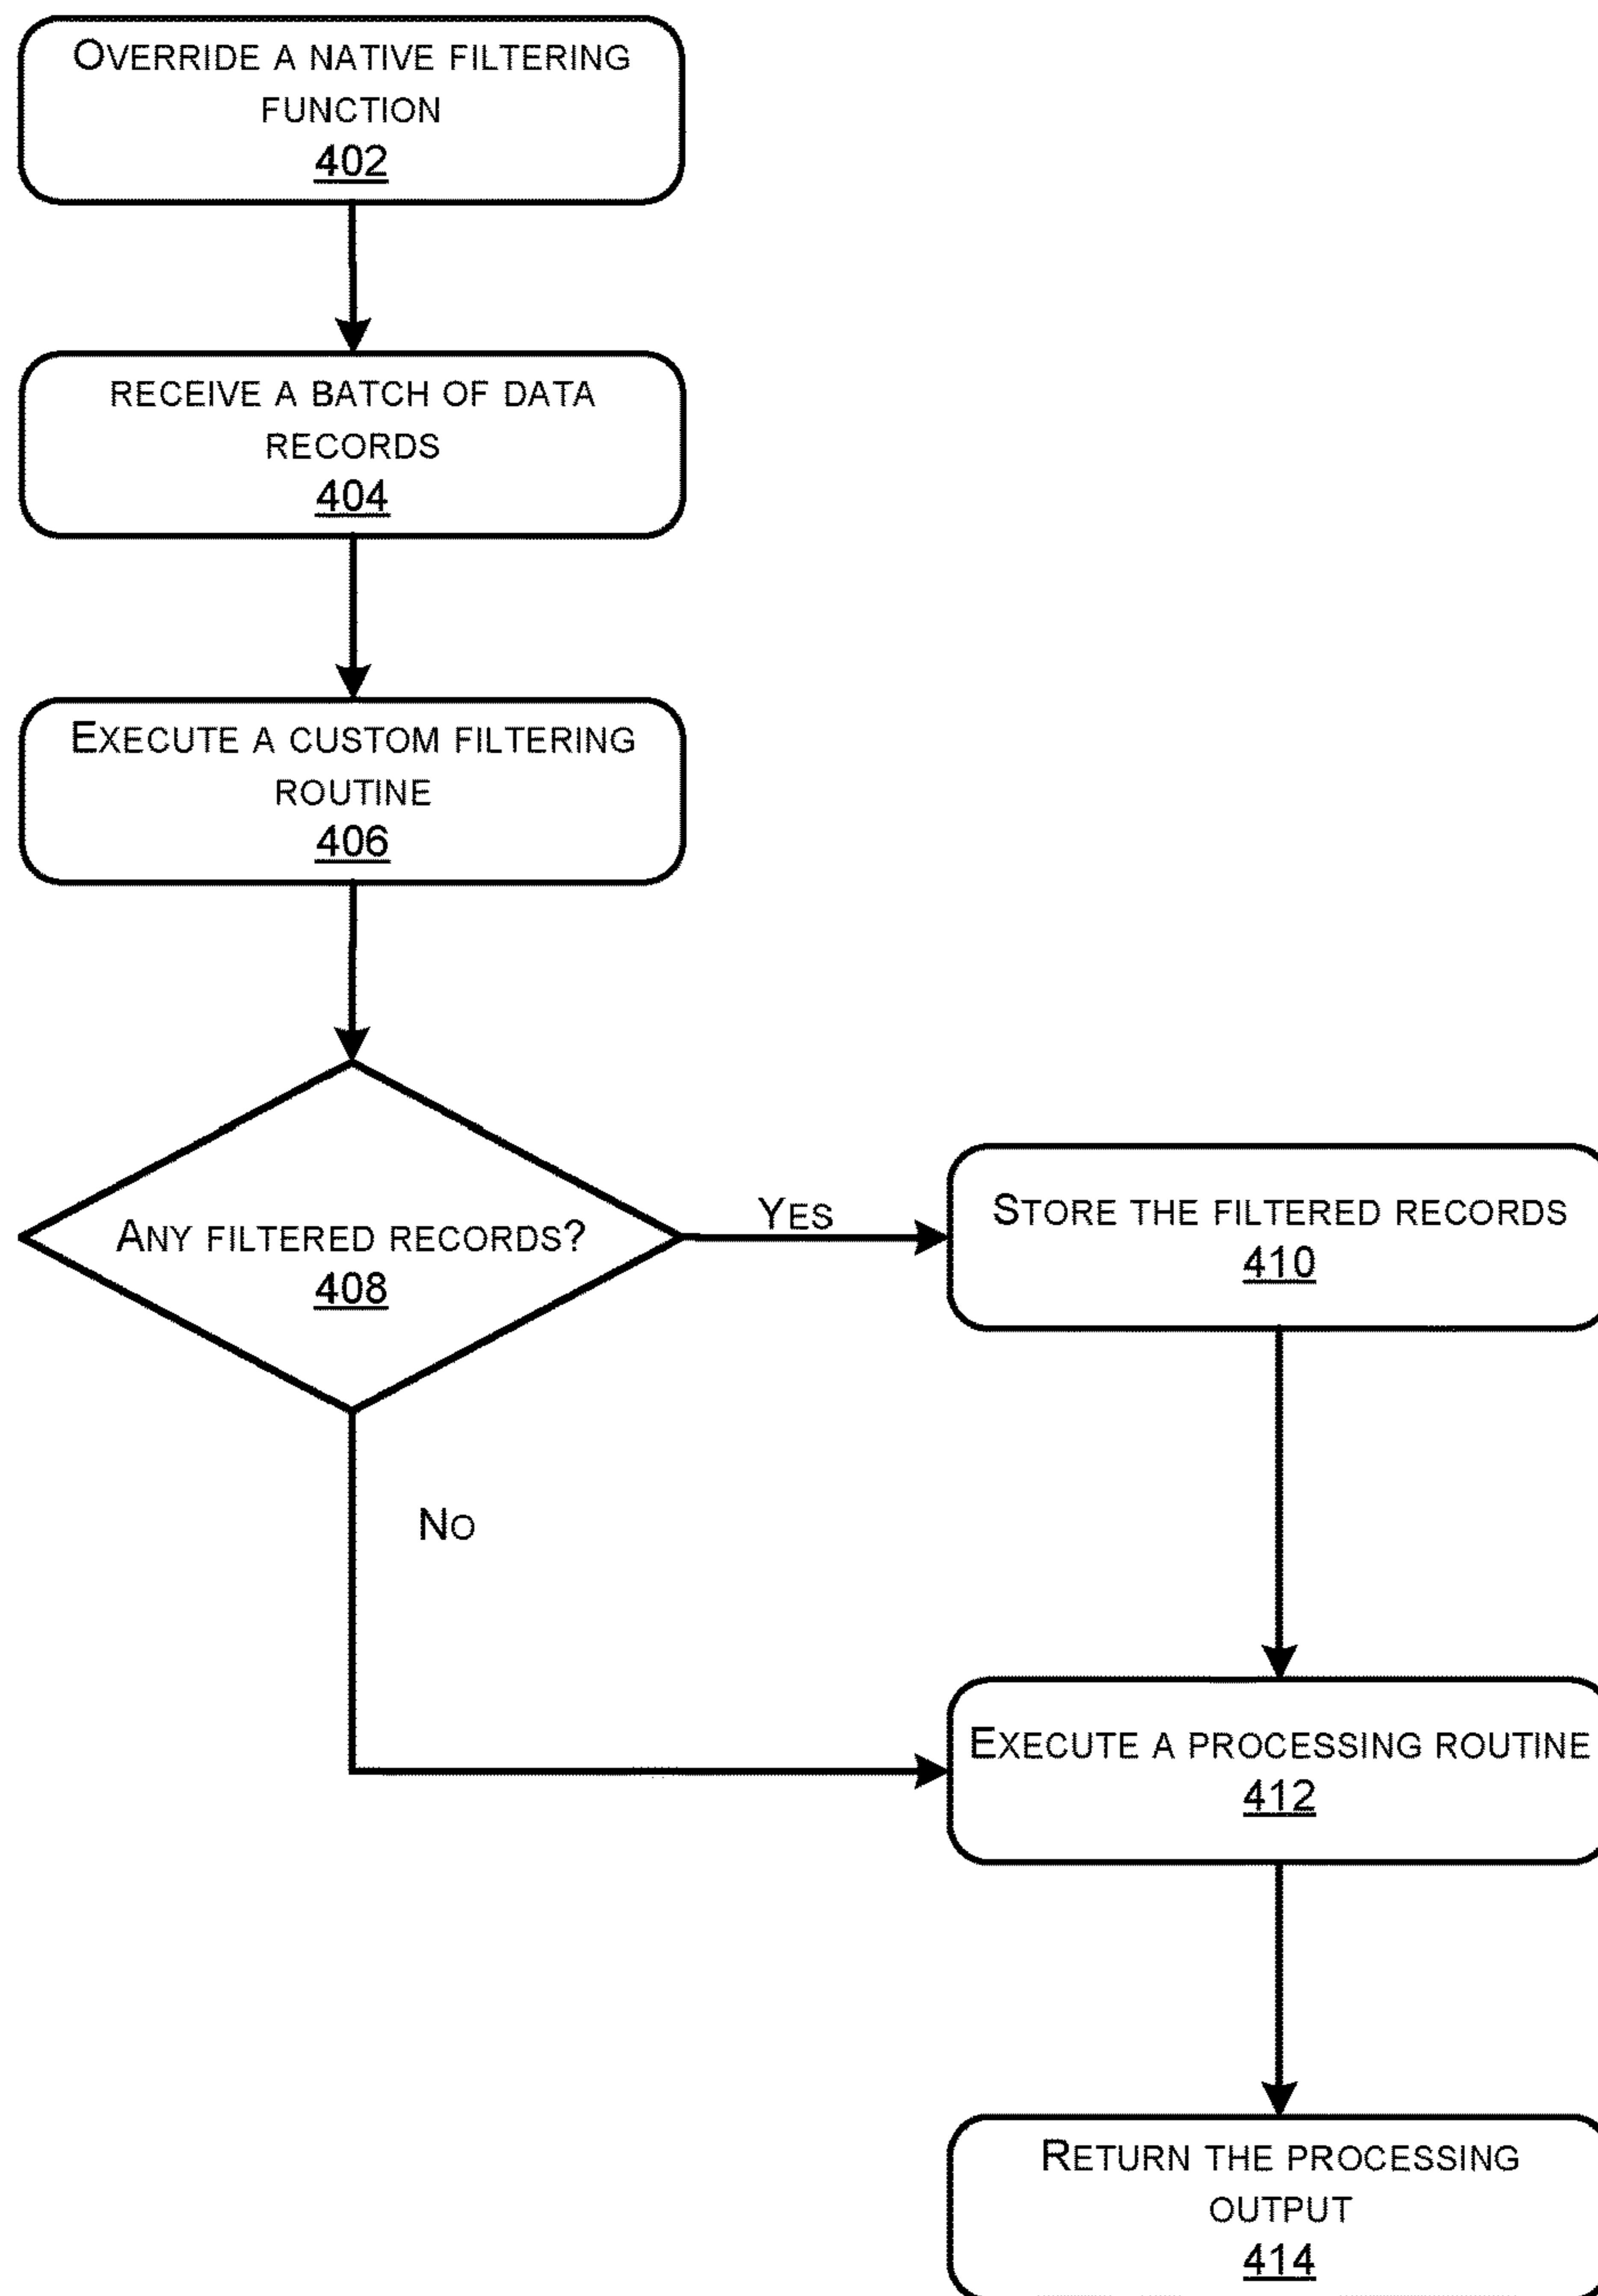 OVERRIDE A NATIVE FILTERING
FUNCTION
402
RECEIVE A BATCH OF DATA
RECORDS
404
EXECUTE A CUSTOM FILTERING
ROUTINE
406
ANY FILTERED RECORDS?
408
YES
STORE THE FILTERED RECORDS
410
NO
EXECUTE A PROCESSING ROUTINE
412
RETURN THE PROCESSING
OUTPUT
414